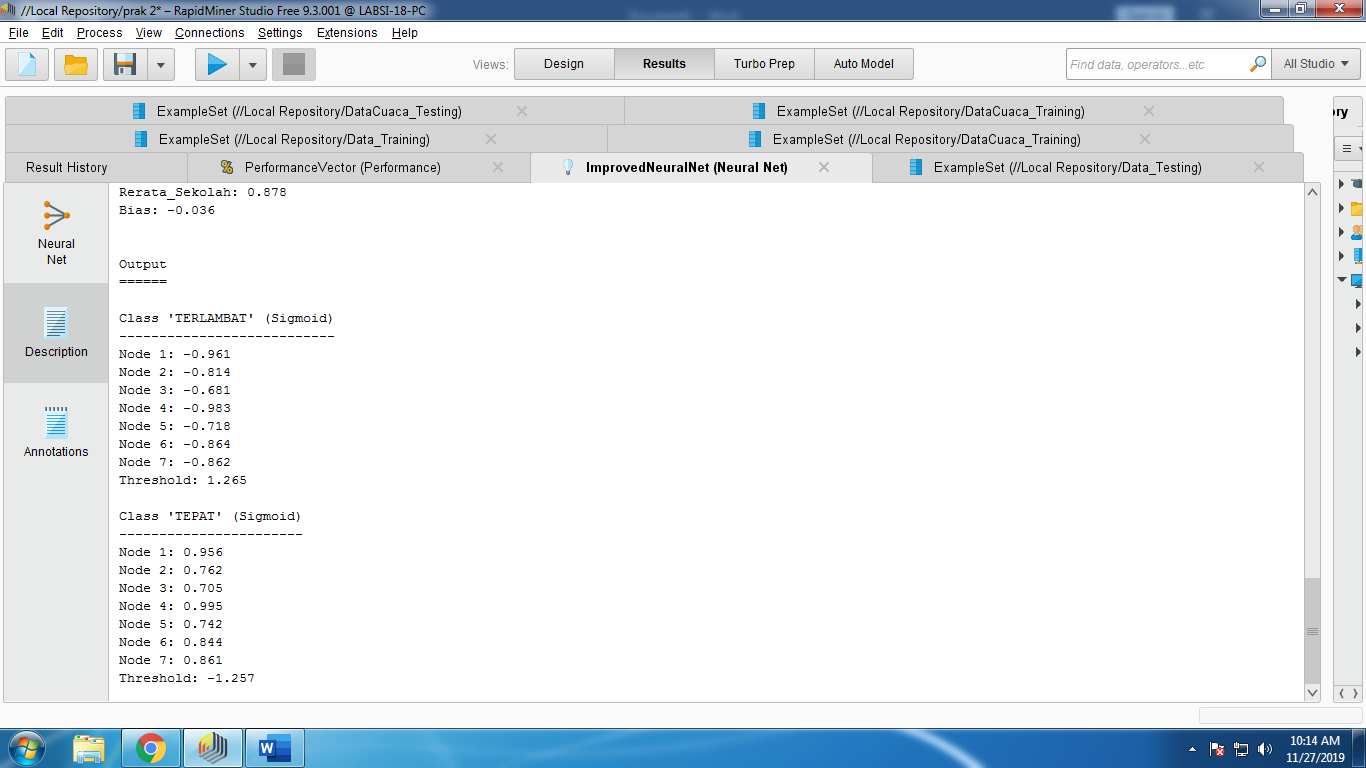 //Local Repository/prak 2* – RapidMiner Studio Free 9.3.001 @ LABSI-18-PC
File Edit Process View Connections Settings Extensions Help
Views: Design Results Turbo Prep Auto Model Find data, operators...etc All Studio
ExampleSet (//Local Repository/DataCuaca_Testing) ExampleSet (//Local Repository/DataCuaca_Training)
ExampleSet (//Local Repository/Data_Training) ExampleSet (//Local Repository/DataCuaca_Training)
Result History PerformanceVector (Performance) ImprovedNeuralNet (Neural Net) ExampleSet (//Local Repository/Data_Testing)
Neural
Net
Description
Annotations
Rerata_Sekolah: 0.878
Bias: -0.036
Output
======
Class 'TERLAMBAT' (Sigmoid)
---------------------------
Node 1: -0.961
Node 2: -0.814
Node 3: -0.681
Node 4: -0.983
Node 5: -0.718
Node 6: -0.864
Node 7: -0.862
Threshold: 1.265
Class 'TEPAT' (Sigmoid)
-----------------------
Node 1: 0.956
Node 2: 0.762
Node 3: 0.705
Node 4: 0.995
Node 5: 0.742
Node 6: 0.844
Node 7: 0.861
Threshold: -1.257
10:14 AM
11/27/2019